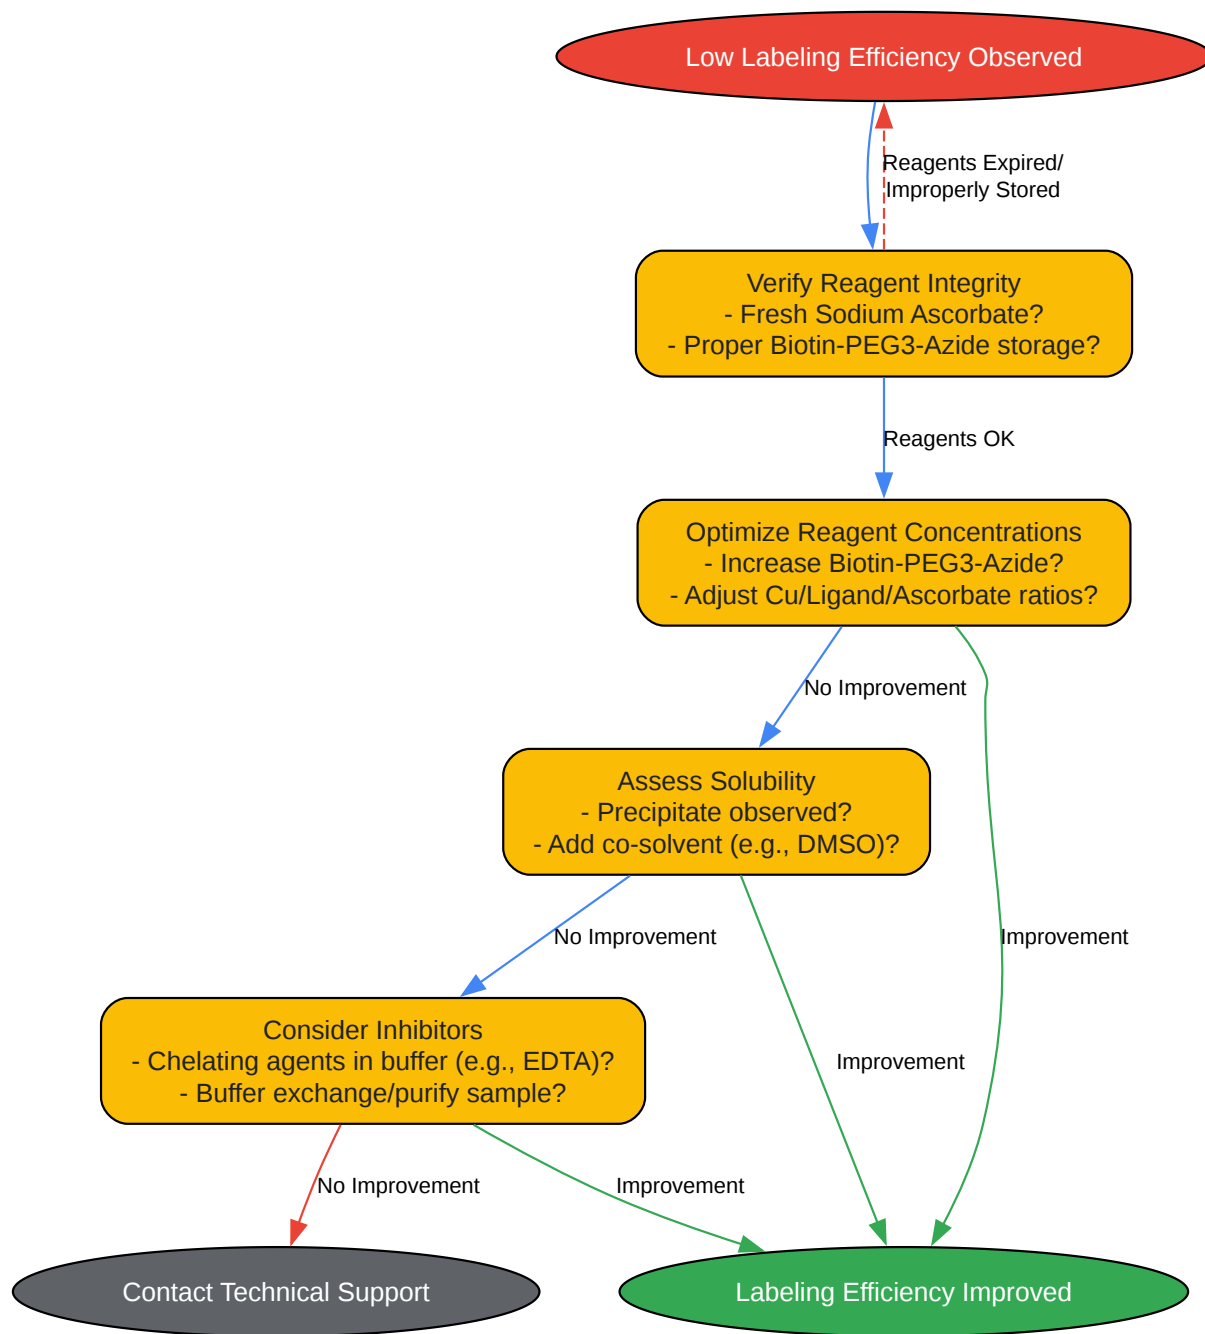 Low Labeling Efficiency Observed
Reagents Expired/
Improperly Stored
Verify Reagent Integrity
- Fresh Sodium Ascorbate?
- Proper Biotin-PEG3-Azide storage?
Reagents OK
Optimize Reagent Concentrations
- Increase Biotin-PEG3-Azide?
- Adjust Cu/Ligand/Ascorbate ratios?
No Improvement
Assess Solubility
- Precipitate observed?
- Add co-solvent (e.g., DMSO)?
No Improvement
Improvement
Consider Inhibitors
- Chelating agents in buffer (e.g., EDTA)?
- Buffer exchange/purify sample?
Improvement
No Improvement
Improvement
Contact Technical Support
Labeling Efficiency Improved